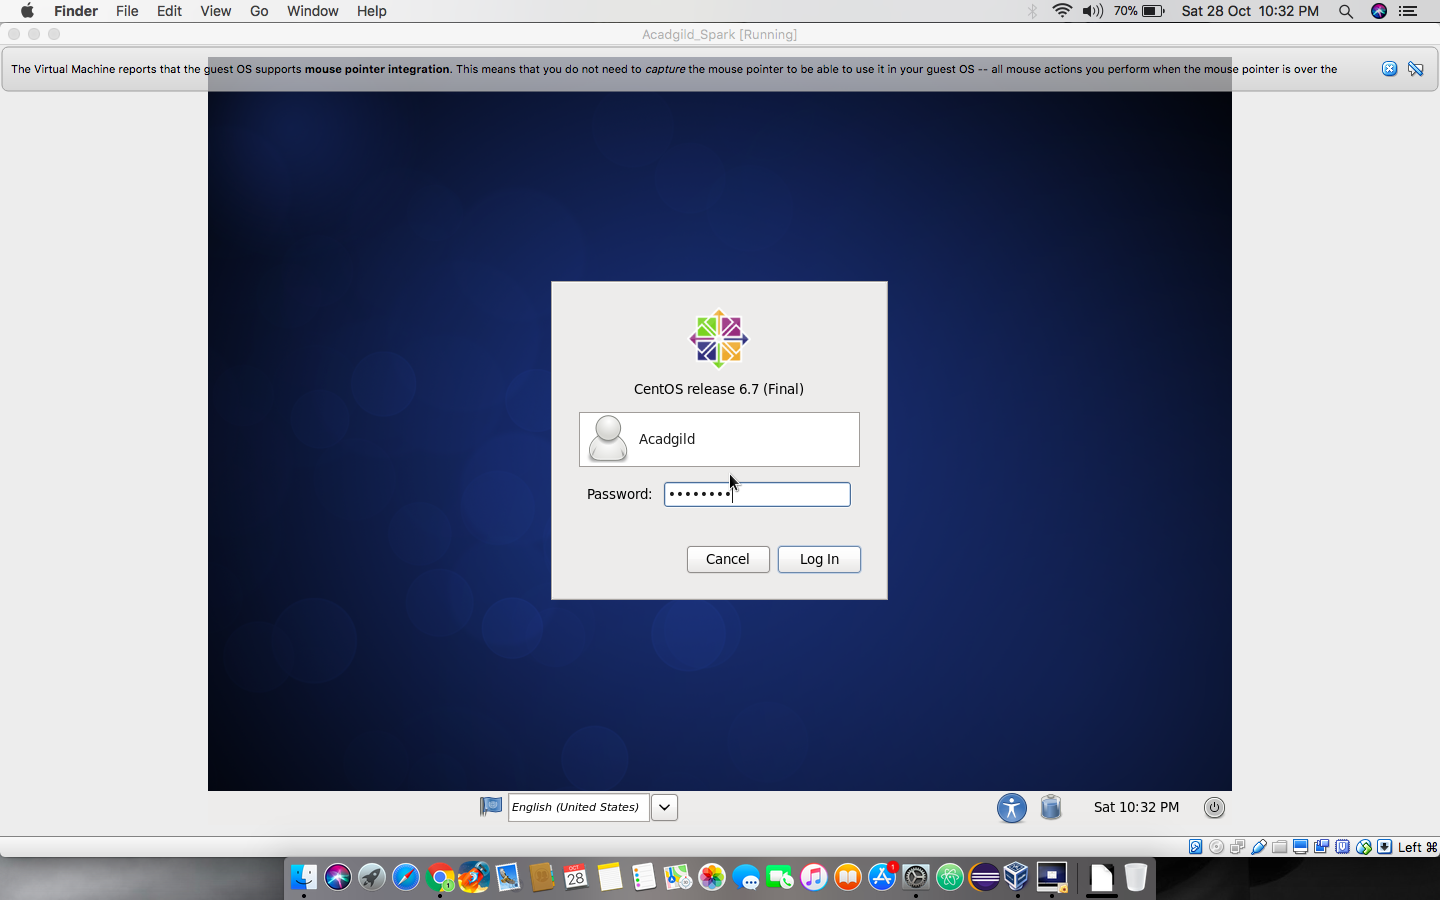 Finder File Edit View Go Window Help 70% Sat 28 Oct 10:32 PM
Acadgild_Spark [Running]
The Virtual Machine reports that the guest OS supports mouse pointer integration. This means that you do not need to capture the mouse pointer to be able to use it in your guest OS -- all mouse actions you perform when the mouse pointer is over the
CentOS release 6.7 (Final)
Acadgild
Password: ••••••••
Cancel Log In
English (United States) Sat 10:32 PM
Left ⌘
OCT
28
1
1